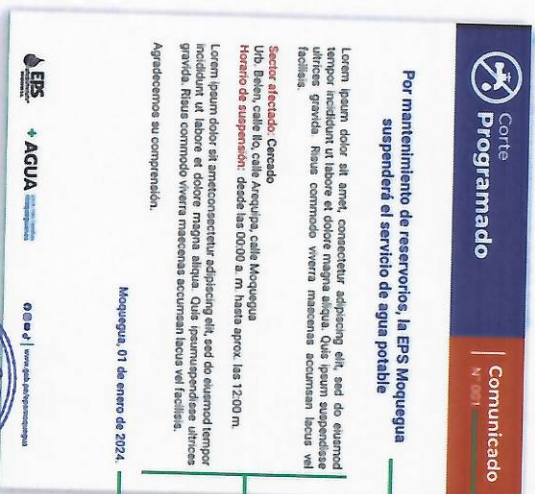 Corte
Programado
Comunicado
N° 001
Por mantenimiento de reservorios, la EPS Moquegua
suspenderá el servicio de agua potable
Lorem ipsum dolor sit amet, consectetur adipiscing elit, sed do eiusmod
tempor incididunt ut labore et dolore magna aliqua. Quis ipsum suspendisse
ultrices gravida. Risus commodo viverra maecenas accumsan lacus vel
facilisis.
Sector afectado: Cercado
Urb. Belen, calle Ilo, calle Arequipa, calle Moquegua
Horario de suspensión: desde las 00:00 a. m. hasta aprox. las 12:00 m.
Lorem ipsum dolor sit ametconsectetur adipiscing elit, sed do eiusmod tempor
incididunt ut labore et dolore magna aliqua. Quis ipsumsuspendisse ultrices
gravida. Risus commodo viverra maecenas accumsan lacus vel facilisis.
Agradecemos su comprensión.
Moquegua, 01 de enero de 2024.
EPS
+ AGUA
www.gob.pe/epsmoquegua